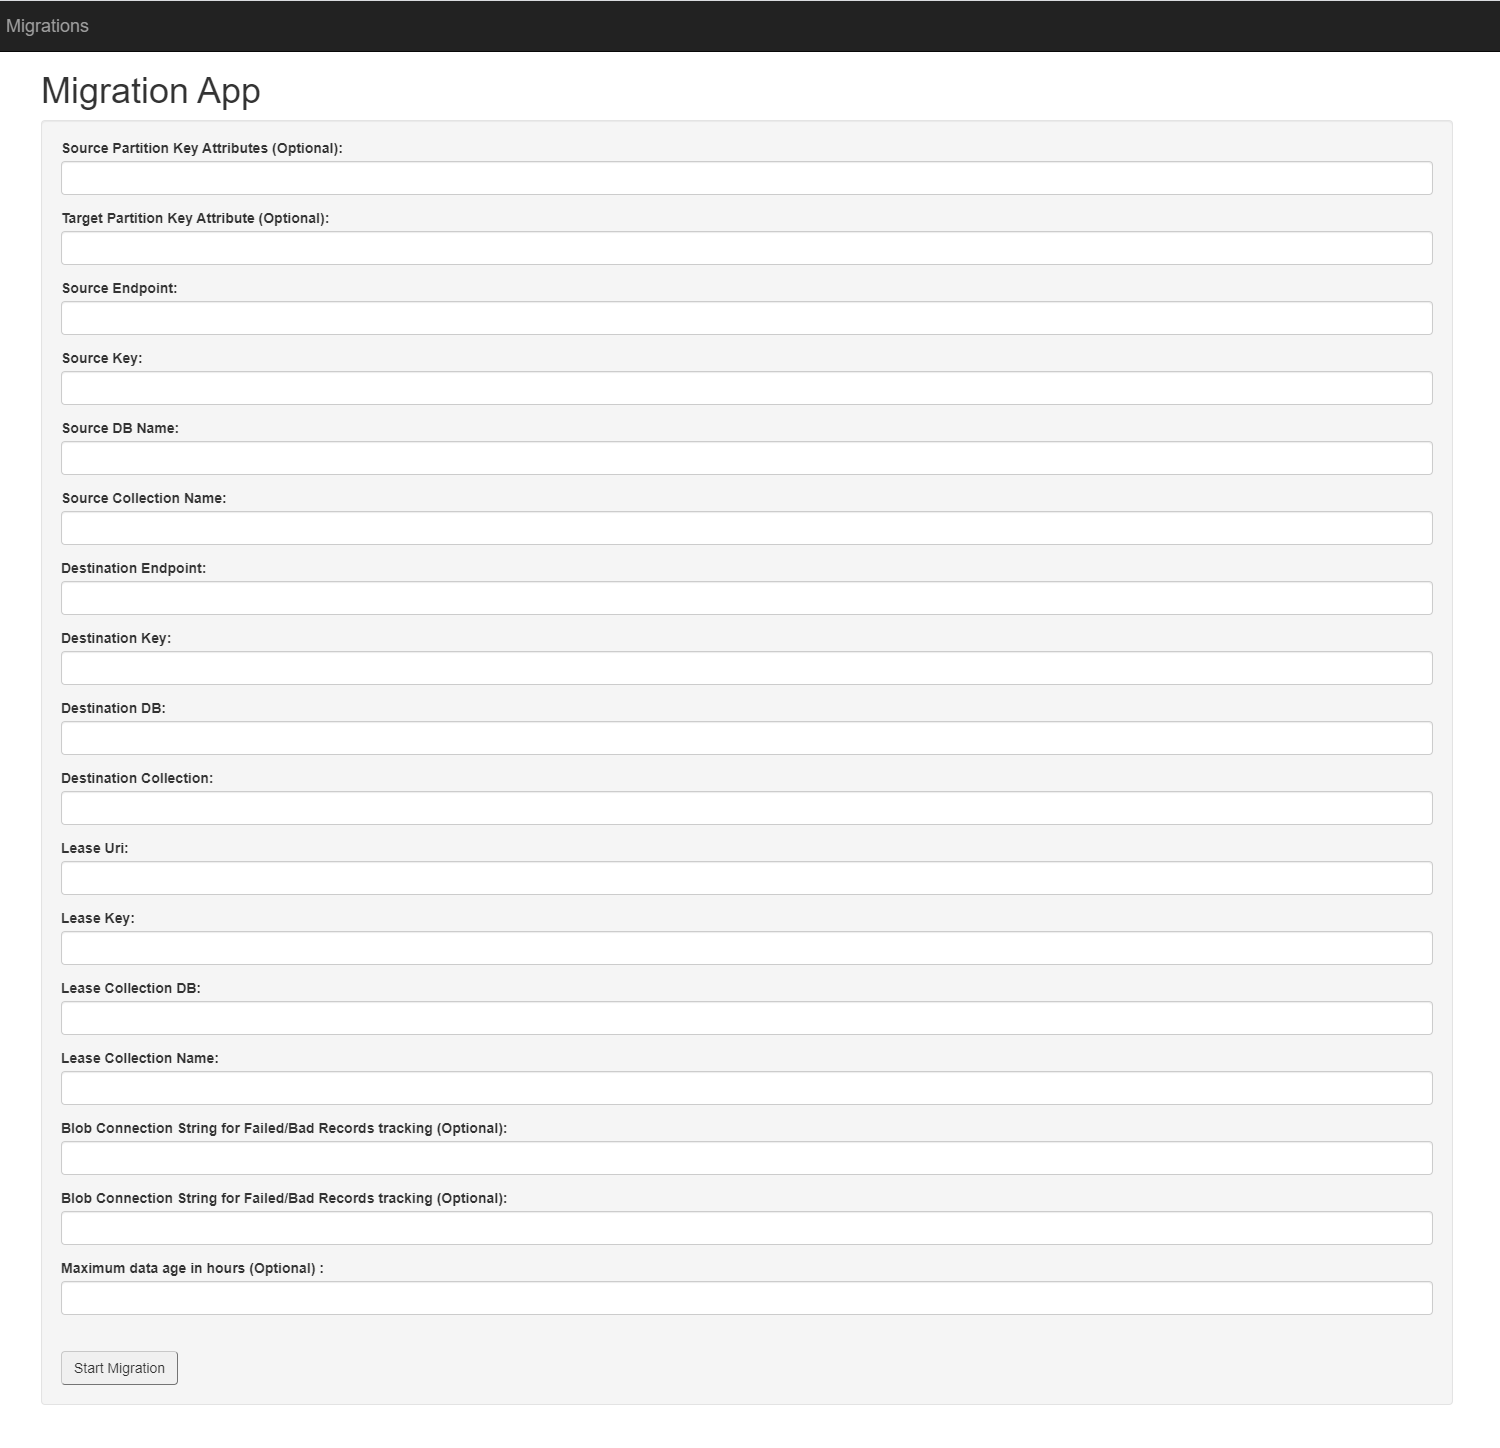 Migrations
Migration App
Source Partition Key Attributes (Optional):
Target Partition Key Attribute (Optional):
Source Endpoint:
Source Key:
Source DB Name:
Source Collection Name:
Destination Endpoint:
Destination Key:
Destination DB:
Destination Collection:
Lease Uri:
Lease Key:
Lease Collection DB:
Lease Collection Name:
Blob Connection String for Failed/Bad Records tracking (Optional):
Blob Connection String for Failed/Bad Records tracking (Optional):
Maximum data age in hours (Optional) :
Start Migration